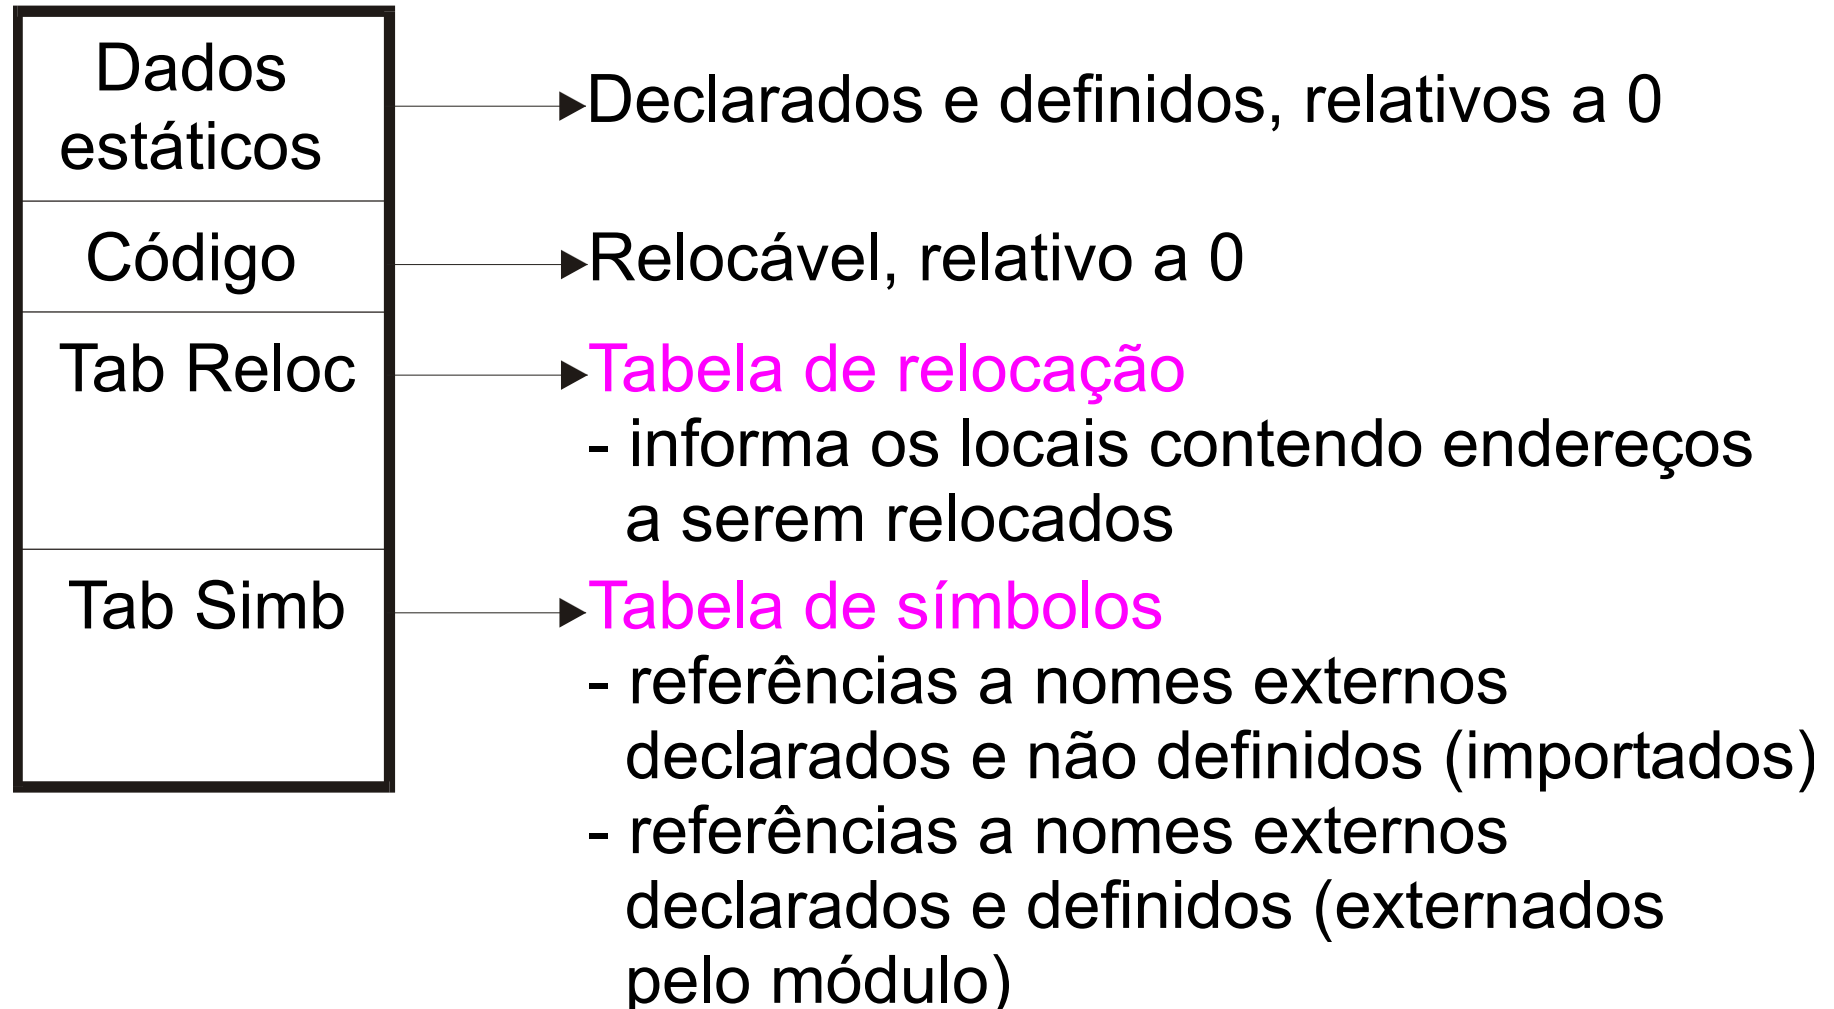 Dados
estáticos
Declarados e definidos, relativos a 0
Código
Relocável, relativo a 0
Tab Reloc
Tabela de relocação
- informa os locais contendo endereços
a serem relocados
Tab Simb
Tabela de símbolos
- referências a nomes externos
declarados e não definidos (importados)
- referências a nomes externos
declarados e definidos (externados
pelo módulo)